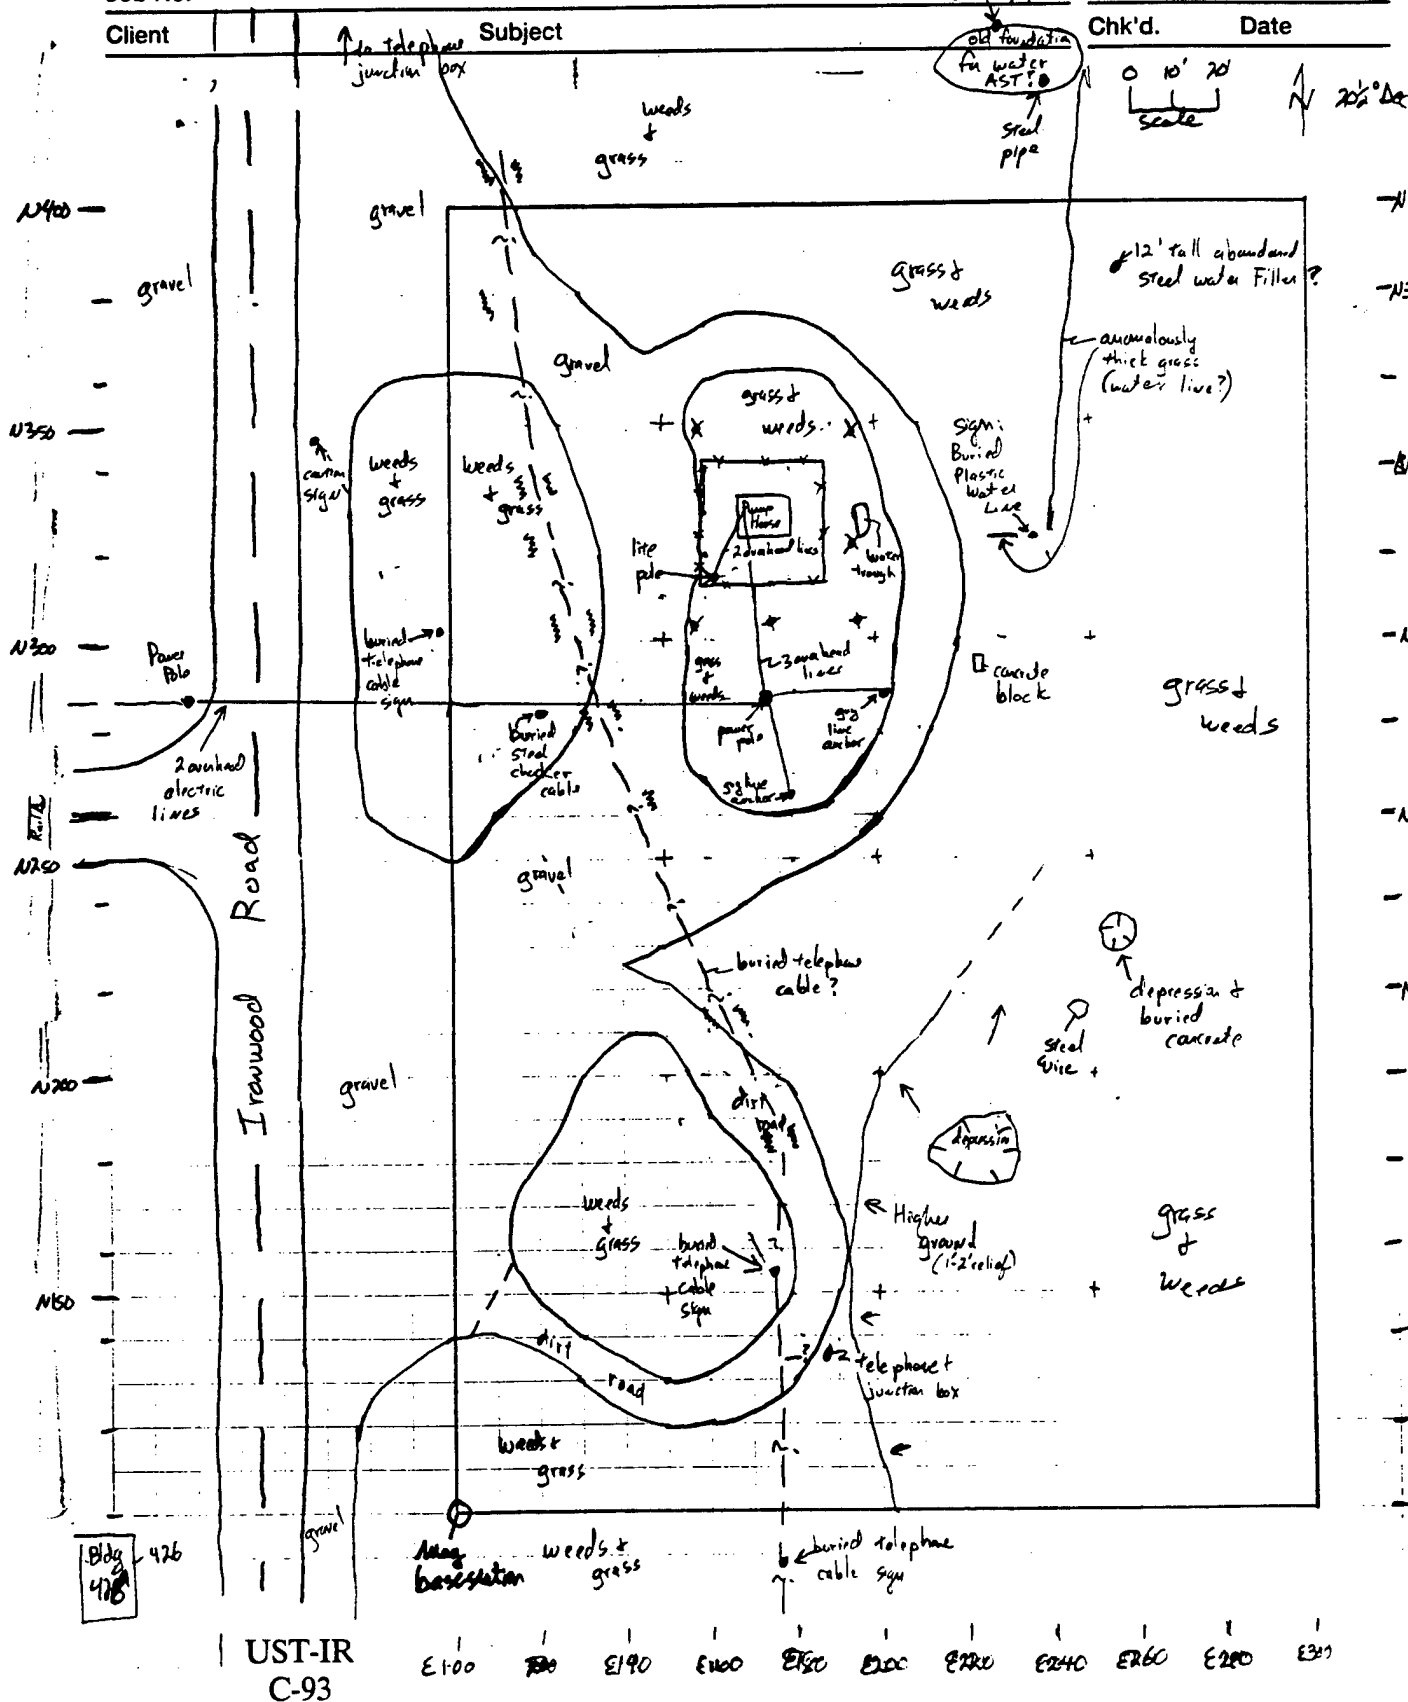 Client
Subject
Chk'd.
Date
to telephone
junction box
old foundation
for water
AST?
steel
pipe
0 10' 20'
scale
N
20½°
weeds
&
grass
N400
gravel
gravel
grass &
weeds
12' tall abandoned
steel water Filler?
gravel
anomalously
thick grass
(water line?)
grass &
weeds
N350
caution
sign
weeds
&
grass
weeds
&
grass
Sign:
Buried
Plastic
Water
Line
Pump
House
2 overhead lines
lite
pole
water
trough
N300
Power
Pole
buried
telephone
cable
sign
grass
&
weeds
3 overhead
lines
concrete
block
grass &
weeds
power
pole
guy
line
anchor
buried
steel
checker
cable
guy line
anchor
2 overhead
electric
lines
N250
gravel
Ironwood Road
buried telephone
cable?
depression &
buried
concrete
steel
wire
N200
gravel
dirt
road
depression
weeds
&
grass
Higher
ground
(1-2' relief)
grass
&
weeds
buried
telephone
cable
sign
N150
dirt
road
telephone
junction box
weeds &
grass
gravel
Bldg
426
Mag
basestation
weeds &
grass
buried telephone
cable sign
UST-IR
C-93
E100
E200
E220
E240
E260
E280